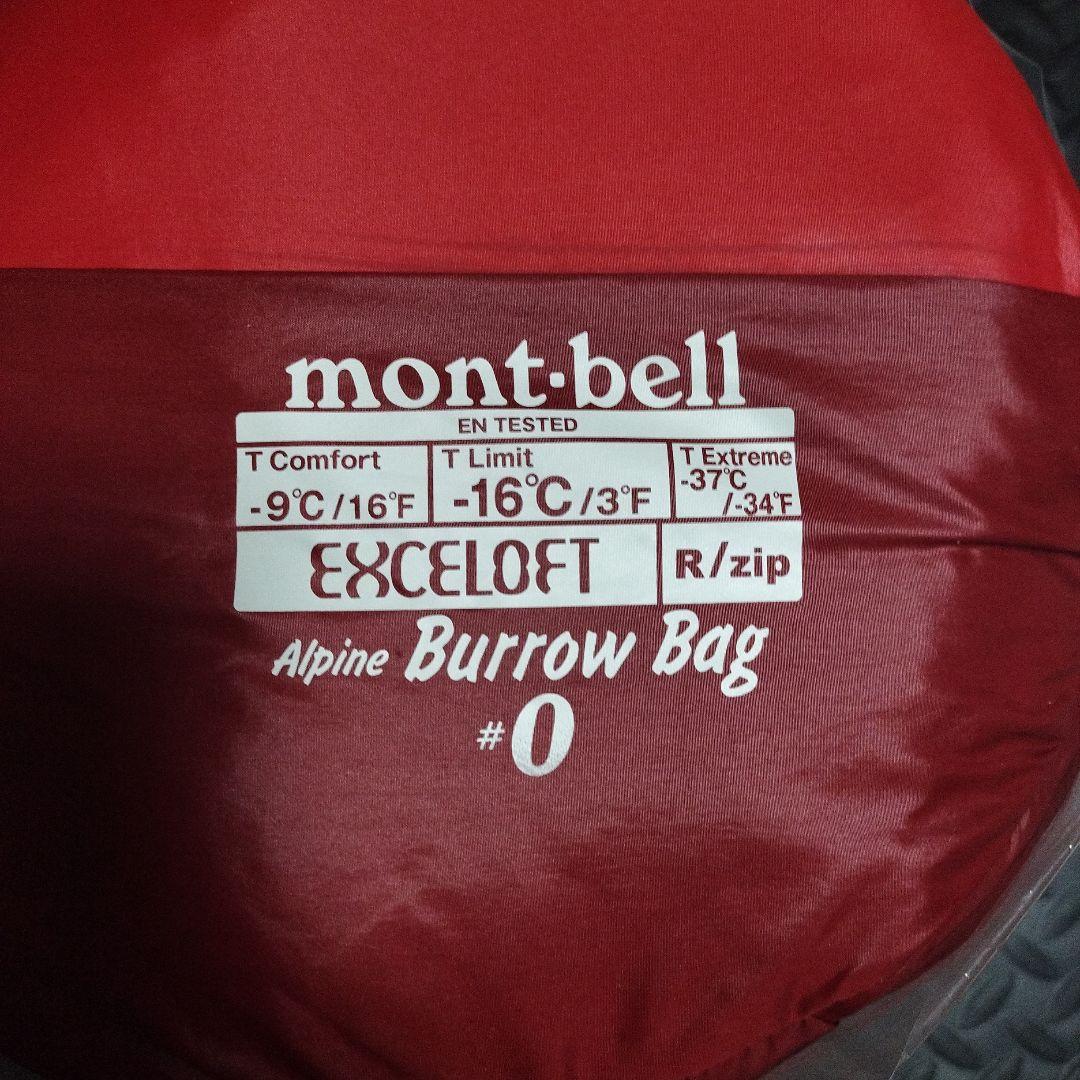 mont·bell
EN TESTED
T Comfort
-9℃/16℉
T Limit
-16℃/3℉
T Extreme
-37℃
/-34℉
EXCELOFT
R/zip
Alpine Burrow Bag
#0